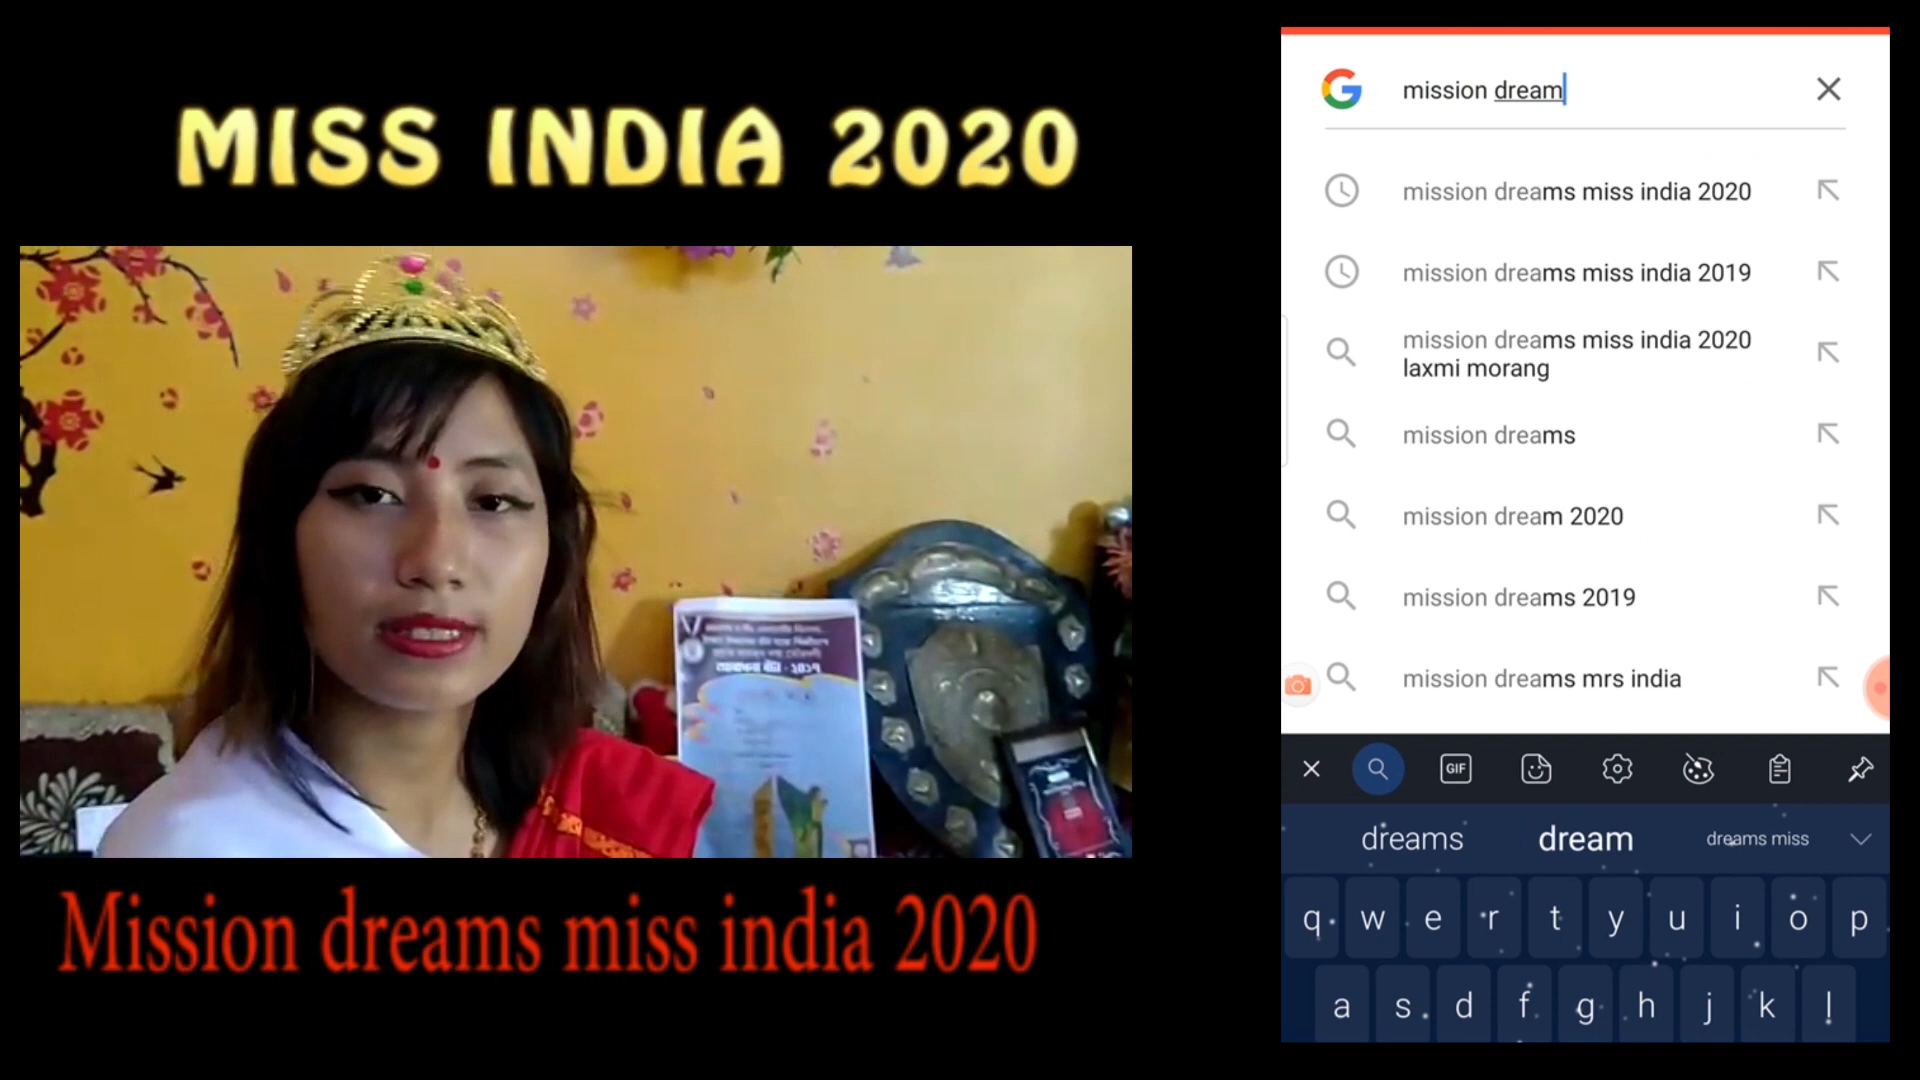 MISS INDIA 2020
Mission dreams miss india 2020
mission dream
mission dreams miss india 2020
mission dreams miss india 2019
mission dreams miss india 2020
laxmi morang
mission dreams
mission dream 2020
mission dreams 2019
mission dreams mrs india
GIF
dreams dream dreams miss
q w e r t y u i o p
a s d f g h j k l